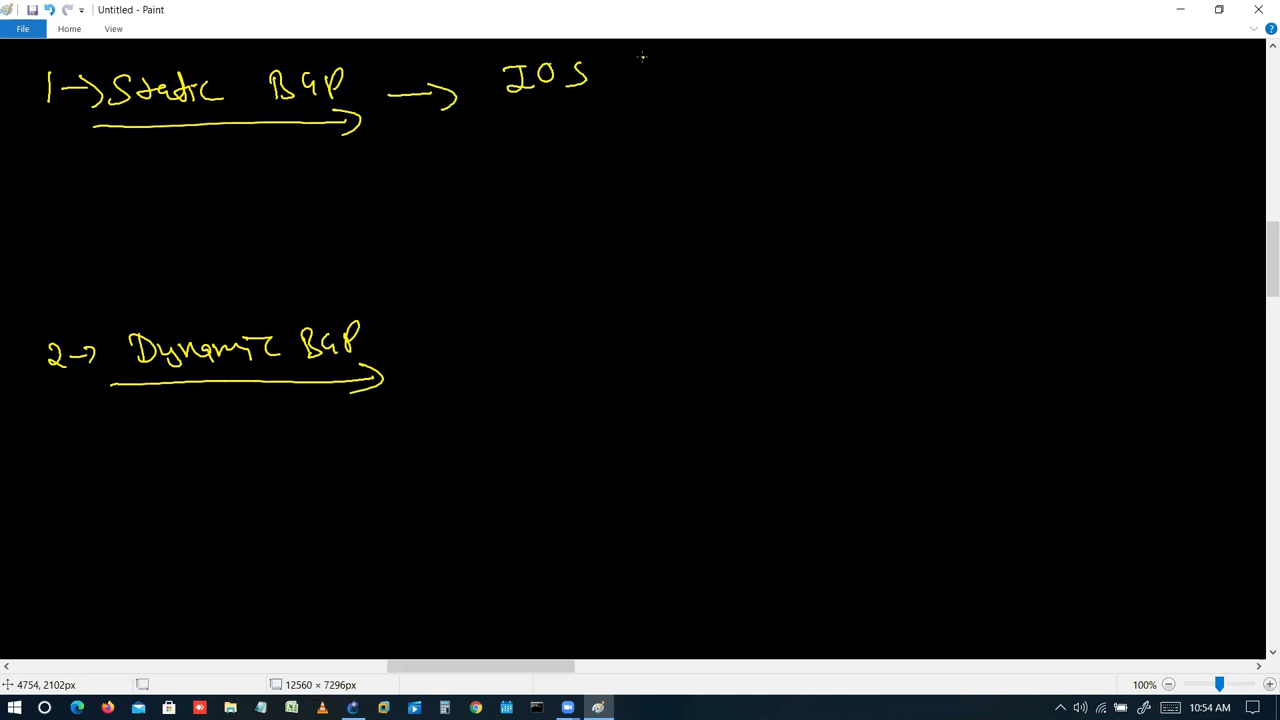 Untitled - Paint
File Home View
1 → Static BGP → IOS
2 → Dynamic BGP
4754, 2102px 12560 × 7296px 100%
10:54 AM